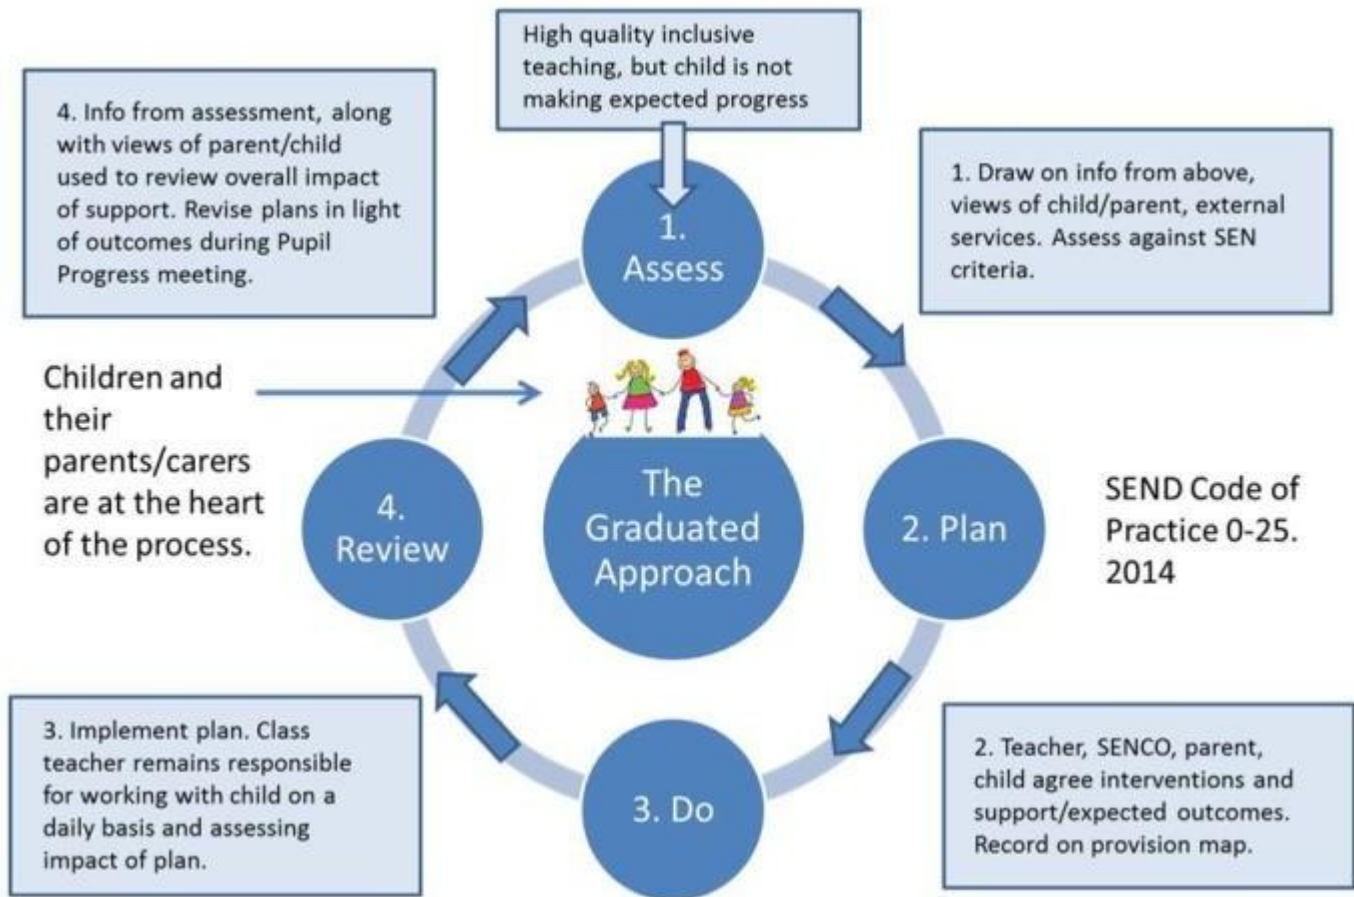 High quality inclusive
teaching, but child is not
making expected progress
4. Info from assessment, along
with views of parent/child
used to review overall impact
of support. Revise plans in light
of outcomes during Pupil
Progress meeting.
1. Draw on info from above,
views of child/parent, external
services. Assess against SEN
criteria.
1.
Assess
Children and
their
parents/carers
are at the heart
of the process.
The
Graduated
Approach
4.
Review
2. Plan
SEND Code of
Practice 0-25.
2014
3. Implement plan. Class
teacher remains responsible
for working with child on a
daily basis and assessing
impact of plan.
3. Do
2. Teacher, SENCO, parent,
child agree interventions and
support/expected outcomes.
Record on provision map.